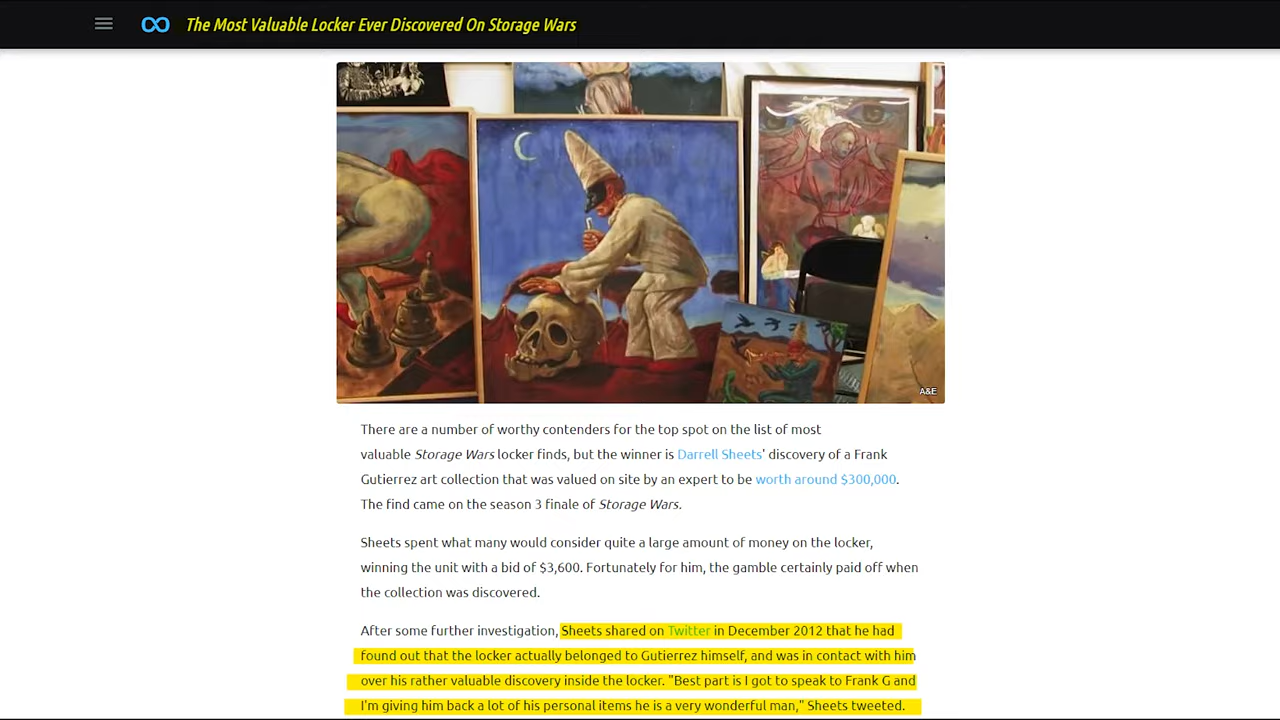 The Most Valuable Locker Ever Discovered On Storage Wars
A&E
There are a number of worthy contenders for the top spot on the list of most
valuable Storage Wars locker finds, but the winner is Darrell Sheets' discovery of a Frank
Gutierrez art collection that was valued on site by an expert to be worth around $300,000.
The find came on the season 3 finale of Storage Wars.
Sheets spent what many would consider quite a large amount of money on the locker,
winning the unit with a bid of $3,600. Fortunately for him, the gamble certainly paid off when
the collection was discovered.
After some further investigation, Sheets shared on Twitter in December 2012 that he had
found out that the locker actually belonged to Gutierrez himself, and was in contact with him
over his rather valuable discovery inside the locker. "Best part is I got to speak to Frank G and
I'm giving him back a lot of his personal items he is a very wonderful man," Sheets tweeted.